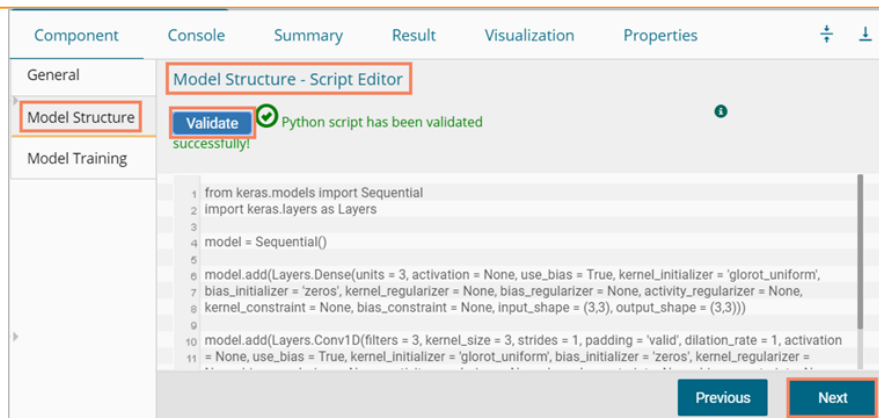 Component Console Summary Result Visualization Properties
General
Model Structure
Model Training
Model Structure - Script Editor
Validate Python script has been validated
successfully!
1 from keras.models import Sequential
2 import keras.layers as Layers
3
4 model = Sequential()
5
6 model.add(Layers.Dense(units = 3, activation = None, use_bias = True, kernel_initializer = 'glorot_uniform',
7 bias_initializer = 'zeros', kernel_regularizer = None, bias_regularizer = None, activity_regularizer = None,
8 kernel_constraint = None, bias_constraint = None, input_shape = (3,3), output_shape = (3,3)))
9
10 model.add(Layers.Conv1D(filters = 3, kernel_size = 3, strides = 1, padding = 'valid', dilation_rate = 1, activation
11 = None, use_bias = True, kernel_initializer = 'glorot_uniform', bias_initializer = 'zeros', kernel_regularizer =
Previous Next